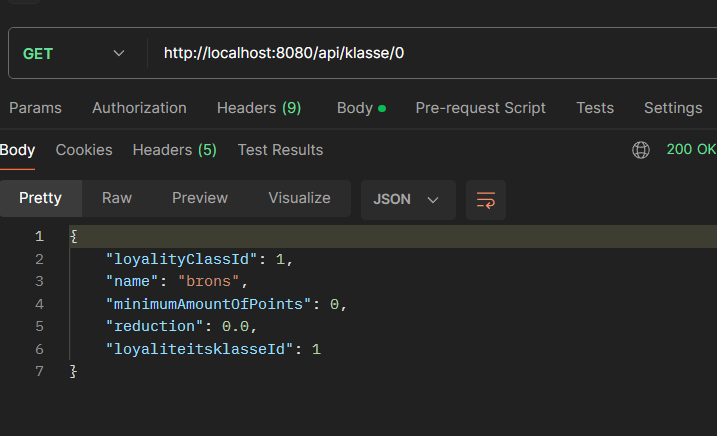 GET http://localhost:8080/api/klasse/0
Params Authorization Headers (9) Body Pre-request Script Tests Settings
Body Cookies Headers (5) Test Results 200 OK
Pretty Raw Preview Visualize JSON
1 {
2 "loyalityClassId": 1,
3 "name": "brons",
4 "minimumAmountOfPoints": 0,
5 "reduction": 0.0,
6 "loyaliteitsklasseId": 1
7 }